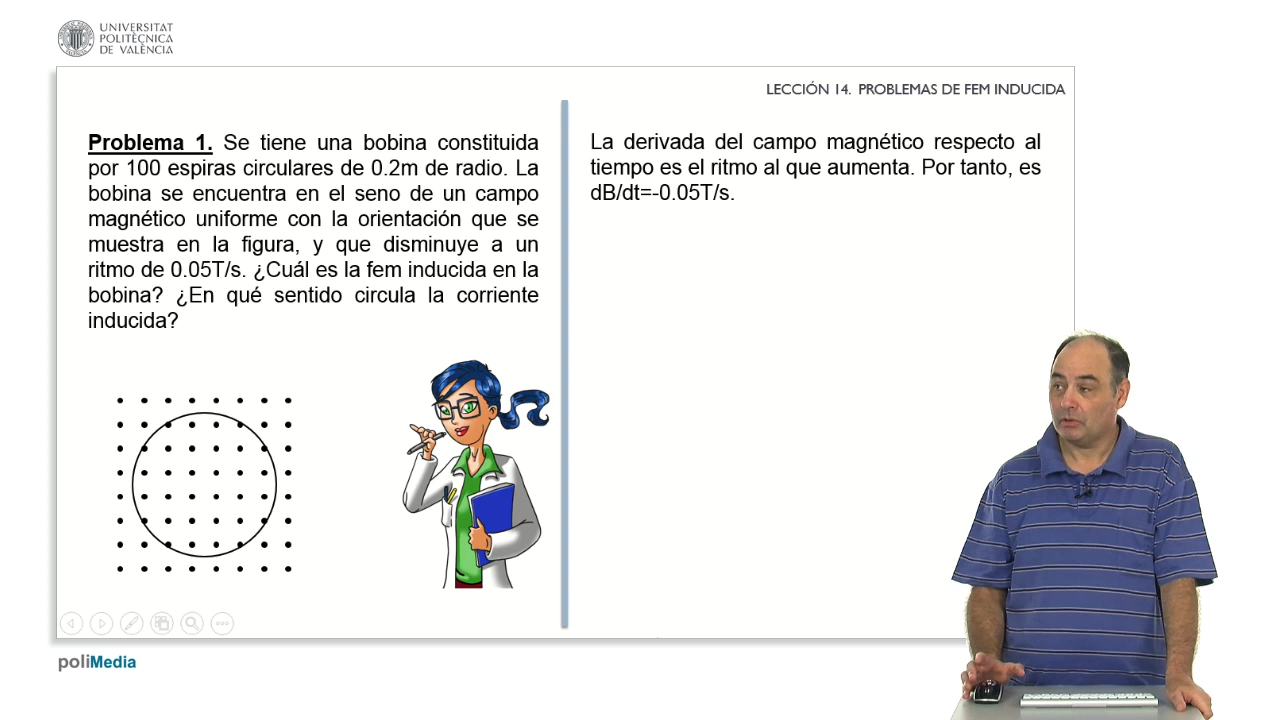 UNIVERSITAT
POLITÈCNICA
DE VALÈNCIA
LECCIÓN 14. PROBLEMAS DE FEM INDUCIDA
Problema 1. Se tiene una bobina constituida
por 100 espiras circulares de 0.2m de radio. La
bobina se encuentra en el seno de un campo
magnético uniforme con la orientación que se
muestra en la figura, y que disminuye a un
ritmo de 0.05T/s. ¿Cuál es la fem inducida en la
bobina? ¿En qué sentido circula la corriente
inducida?
La derivada del campo magnético respecto al
tiempo es el ritmo al que aumenta. Por tanto, es
dB/dt=-0.05T/s.
poliMedia